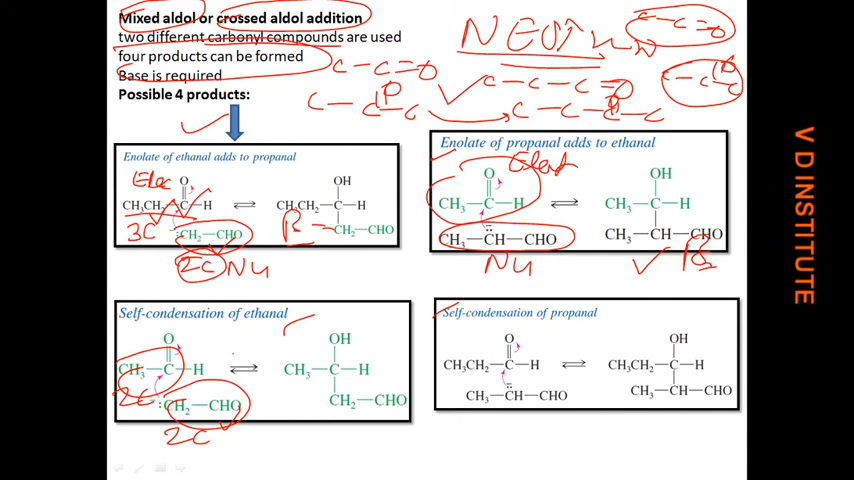 Mixed aldol or crossed aldol addition
two different carbonyl compounds are used
four products can be formed
Base is required
Possible 4 products:
C-C=O
C-C-C=O
C-C-C
C-C-C-C
C-C=O
C-C-C
Enolate of ethanal adds to propanal
Elec
O
CH₃CH₂—C—H
:CH₂—CHO
3C
2C NU
OH
CH₃CH₂—C—H
CH₂—CHO
Enolate of propanal adds to ethanal
O
CH₃—C—H
CH₃—CH—CHO
NU
OH
CH₃—C—H
CH₃—CH—CHO
Self-condensation of ethanal
O
CH₃—C—H
:CH₂—CHO
2C
2C
OH
CH₃—C—H
CH₂—CHO
Self-condensation of propanal
O
CH₃CH₂—C—H
CH₃—CH—CHO
OH
CH₃CH₂—C—H
CH₃—CH—CHO
V D INSTITUTE